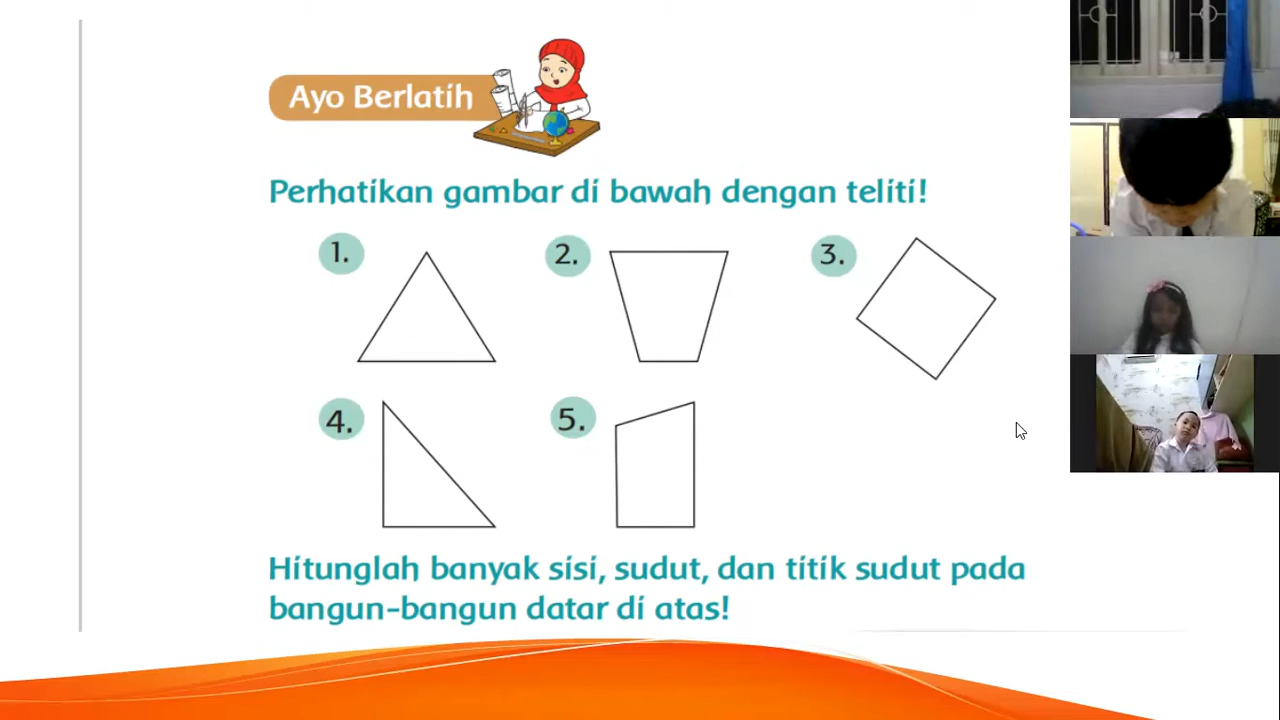 Ayo Berlatih
Perhatikan gambar di bawah dengan teliti!
1.
2.
3.
4.
5.
Hitunglah banyak sisi, sudut, dan titik sudut pada
bangun-bangun datar di atas!